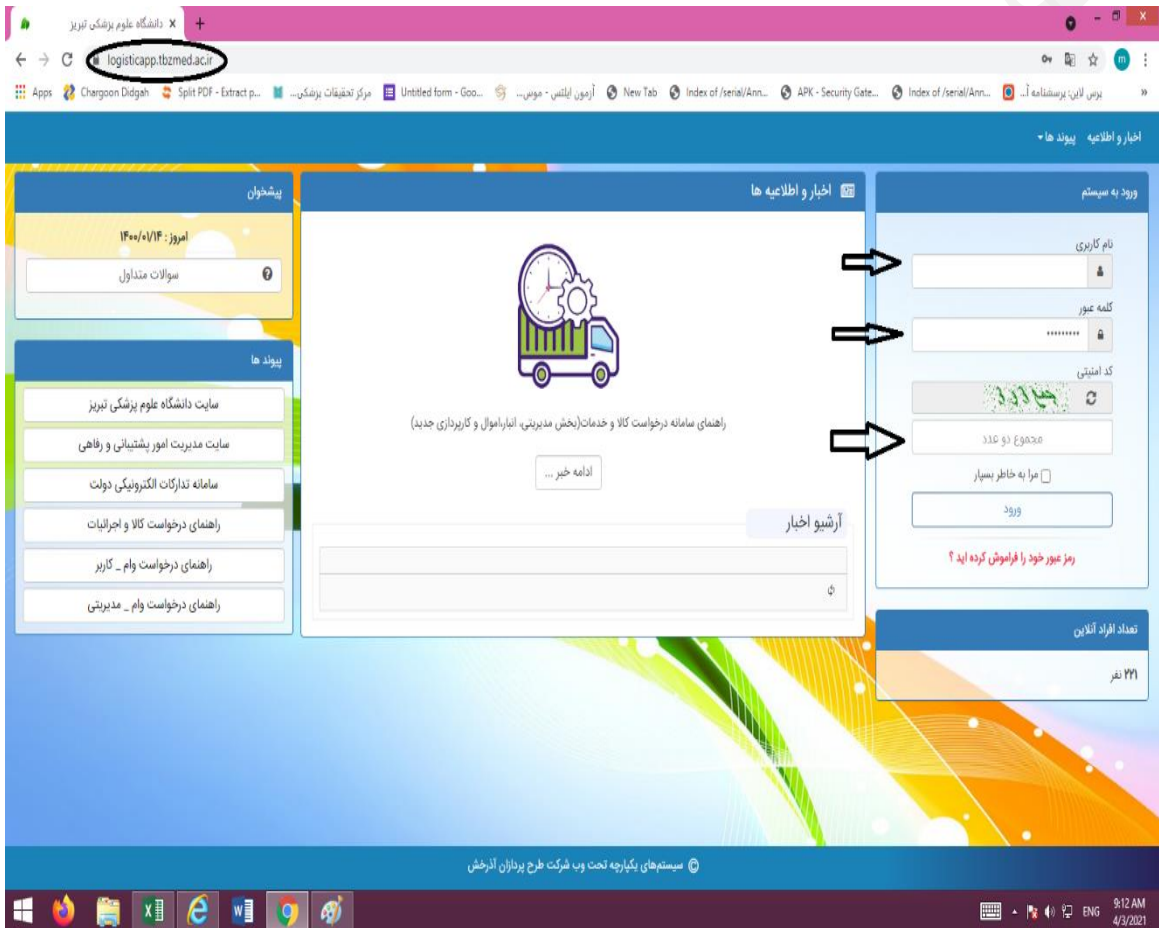 دانشگاه علوم پزشکی تبریز
logisticapp.tbzmed.ac.ir
m
Apps Chargoon Didgah Split PDF - Extract p... مرکز تحقیقات پزشکی... Untitled form - Goo... آزمون آیلتس - موس... New Tab Index of /serial/Ann... APK - Security Gate... Index of /serial/Ann... پرس لاین: پرسشنامه آ... »
اخبار و اطلاعیه پیوند ها
ورود به سیستم
نام کاربری
کلمه عبور
کد امنیتی
مجموع دو عدد
مرا به خاطر بسپار
ورود
رمز عبور خود را فراموش کرده اید ؟
تعداد افراد آنلاین
۲۲۱ نفر
اخبار و اطلاعیه ها
راهنمای سامانه درخواست کالا و خدمات(بخش مدیریتی، انبار،اموال و کارپردازی جدید)
ادامه خبر ...
آرشیو اخبار
پیشخوان
امروز : ۱۴۰۰/۰۱/۱۴
سوالات متداول
پیوند ها
سایت دانشگاه علوم پزشکی تبریز
سایت مدیریت امور پشتیبانی و رفاهی
سامانه تدارکات الکترونیکی دولت
راهنمای درخواست کالا و اجرائیات
راهنمای درخواست وام _ کاربر
راهنمای درخواست وام _ مدیریتی
© سیستم‌های یکپارچه تحت وب شرکت طرح پردازان آذرخش
ENG
9:12 AM
4/3/2021